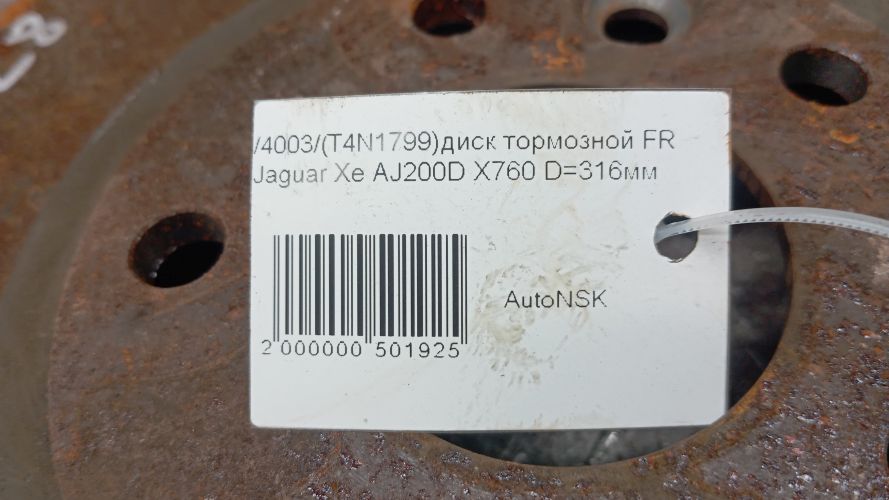 /4003/(T4N1799)диск тормозной FR
Jaguar Xe AJ200D X760 D=316мм
AutoNSK
2 000000 501925